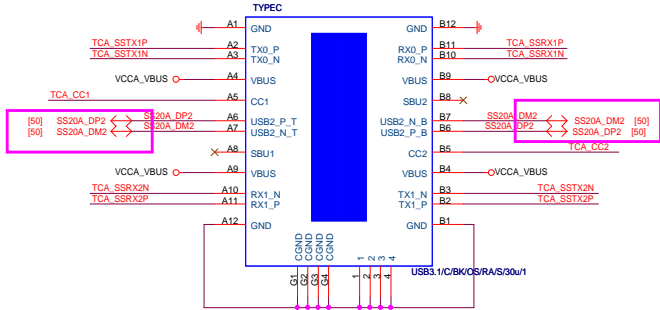 TYPEC
A1 GND GND B12
TCA_SSTX1P A2 TX0_P RX0_P B11 TCA_SSRX1P
TCA_SSTX1N A3 TX0_N RX0_N B10 TCA_SSRX1N
VCCA_VBUS A4 VBUS VBUS B9 VCCA_VBUS
TCA_CC1 A5 CC1 SBU2 B8
[50] SS20A_DP2 SS20A_DP2 A6 USB2_P_T USB2_N_B B7 SS20A_DM2 SS20A_DM2 [50]
[50] SS20A_DM2 SS20A_DM2 A7 USB2_N_T USB2_P_B B6 SS20A_DP2 SS20A_DP2 [50]
A8 SBU1 CC2 B5 TCA_CC2
VCCA_VBUS A9 VBUS VBUS B4 VCCA_VBUS
TCA_SSRX2N A10 RX1_N TX1_N B3 TCA_SSTX2N
TCA_SSRX2P A11 RX1_P TX1_P B2 TCA_SSTX2P
A12 GND GND B1
CGND CGND CGND CGND 1 2 3 4
G1 G2 G3 G4 1 2 3 4
USB3.1/C/BK/OS/RA/S/30u/1